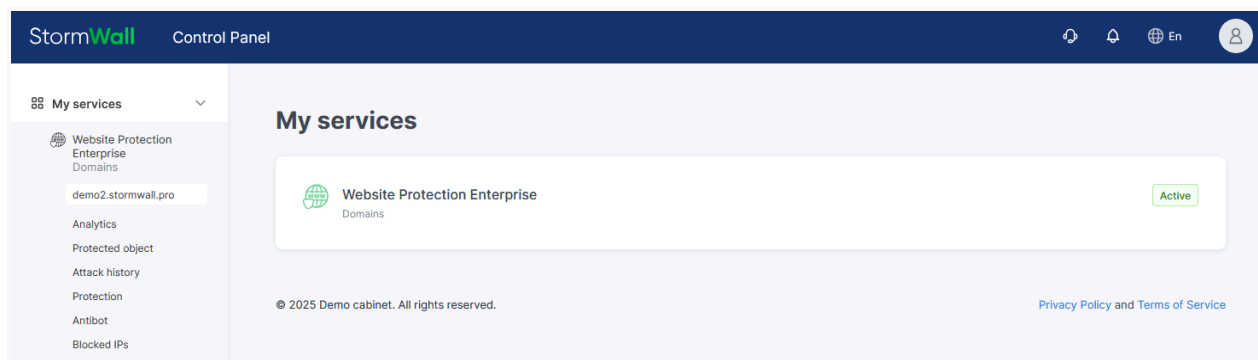 StormWall Control Panel En
My services
Website Protection
Enterprise
Domains
demo2.stormwall.pro
Analytics
Protected object
Attack history
Protection
Antibot
Blocked IPs
My services
www
Website Protection Enterprise
Domains
Active
© 2025 Demo cabinet. All rights reserved.
Privacy Policy and Terms of Service